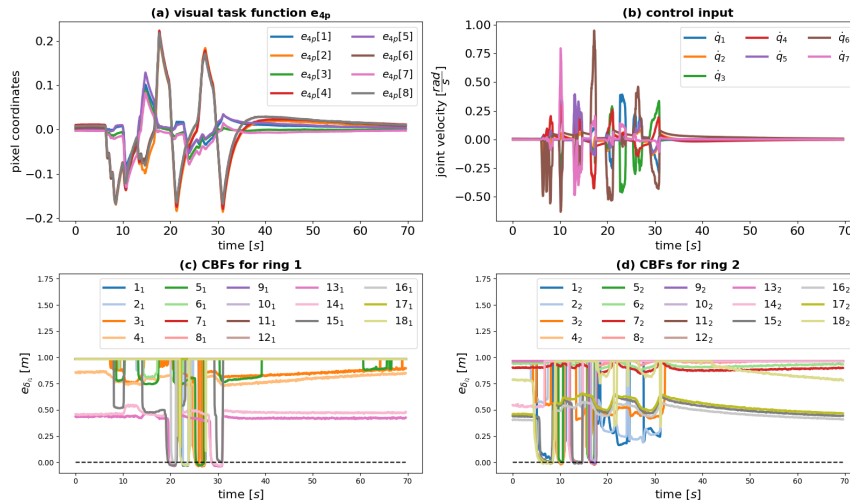 (a) visual task function e₄ₚ
pixel coordinates
0.2
0.1
0.0
−0.1
−0.2
e₄ₚ[1] e₄ₚ[5]
e₄ₚ[2] e₄ₚ[6]
e₄ₚ[3] e₄ₚ[7]
e₄ₚ[4] e₄ₚ[8]
0 10 20 30 40 50 60 70
time [s]
(b) control input
joint velocity [rad/s]
1.00
0.75
0.50
0.25
0.00
−0.25
−0.50
q̇₁ q̇₄ q̇₆
q̇₂ q̇₅ q̇₇
q̇₃
0 10 20 30 40 50 60 70
time [s]
(c) CBFs for ring 1
1.75
1.50
1.25
1.00
0.75
0.50
0.25
0.00
1₁ 5₁ 9₁ 13₁ 16₁
2₁ 6₁ 10₁ 14₁ 17₁
3₁ 7₁ 11₁ 15₁ 18₁
4₁ 8₁ 12₁
0 10 20 30 40 50 60 70
time [s]
(d) CBFs for ring 2
1.75
1.50
1.25
1.00
0.75
0.50
0.25
0.00
1₂ 5₂ 9₂ 13₂ 16₂
2₂ 6₂ 10₂ 14₂ 17₂
3₂ 7₂ 11₂ 15₂ 18₂
4₂ 8₂ 12₂
0 10 20 30 40 50 60 70
time [s]